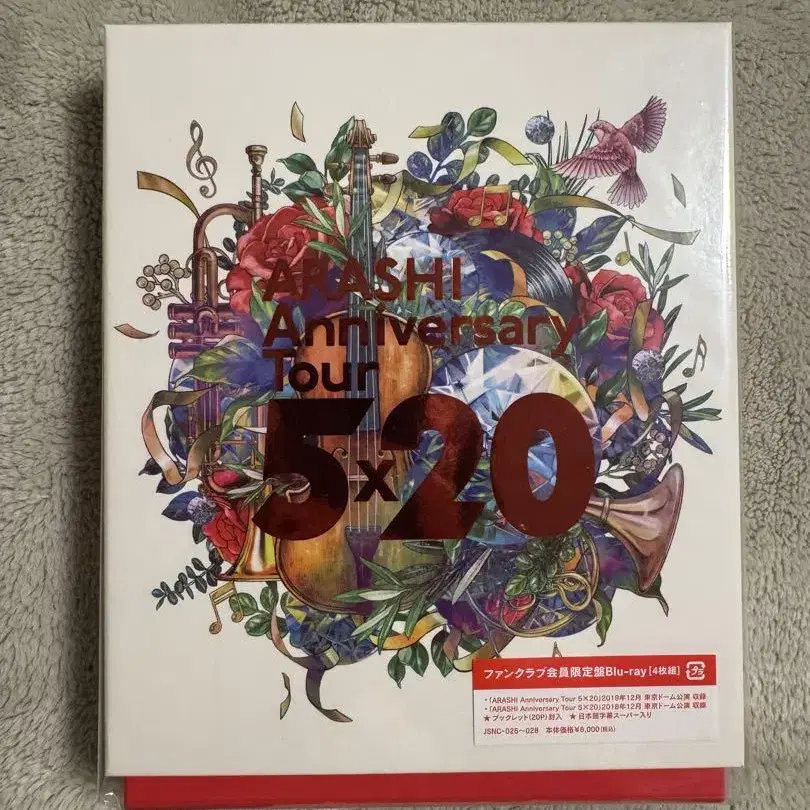 ARASHI
Anniversary
Tour
5x20
ファンクラブ会員限定盤Blu-ray[4枚組]
・「ARASHI Anniversary Tour 5×20」2019年12月 東京ドーム公演 収録
・「ARASHI Anniversary Tour 5×20」2018年12月 東京ドーム公演 収録
★ ブックレット(20P)封入 ★ 日本語字幕スーパー入り
JSNC-025〜028 本体価格¥8,000(税込)